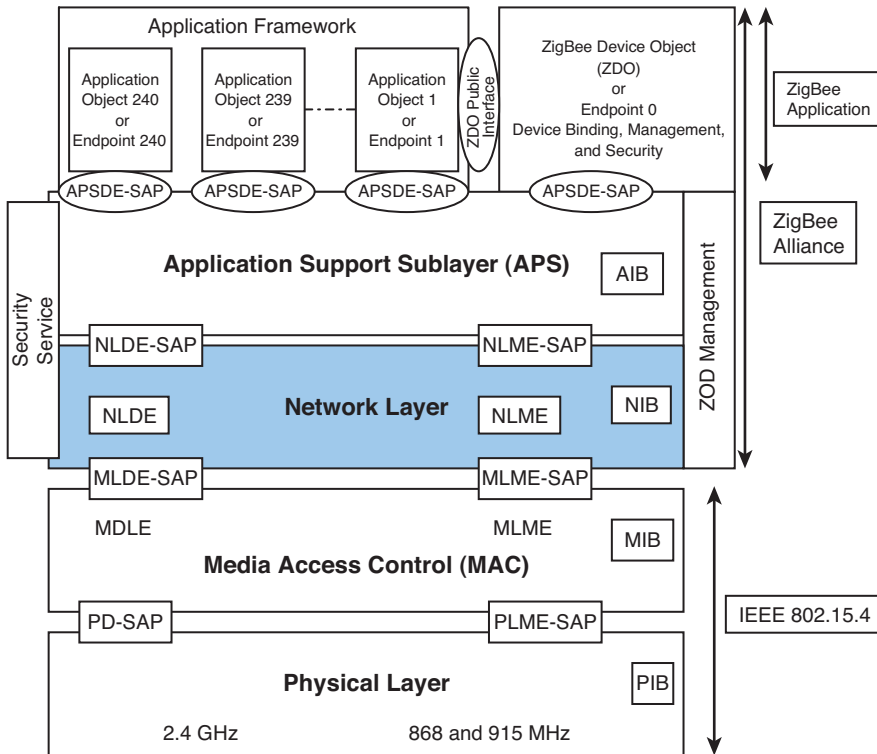 Application Framework
Application
Object 240
or
Endpoint 240
Application
Object 239
or
Endpoint 239
Application
Object 1
or
Endpoint 1
ZDO Public
Interface
ZigBee Device Object
(ZDO)
or
Endpoint 0
Device Binding, Management,
and Security
ZigBee
Application
APSDE-SAP
APSDE-SAP
APSDE-SAP
APSDE-SAP
ZigBee
Alliance
Security
Service
Application Support Sublayer (APS)
AIB
ZOD Management
NLDE-SAP
NLME-SAP
NLDE
Network Layer
NLME
NIB
MLDE-SAP
MLME-SAP
MDLE
MLME
MIB
Media Access Control (MAC)
IEEE 802.15.4
PD-SAP
PLME-SAP
Physical Layer
PIB
2.4 GHz
868 and 915 MHz